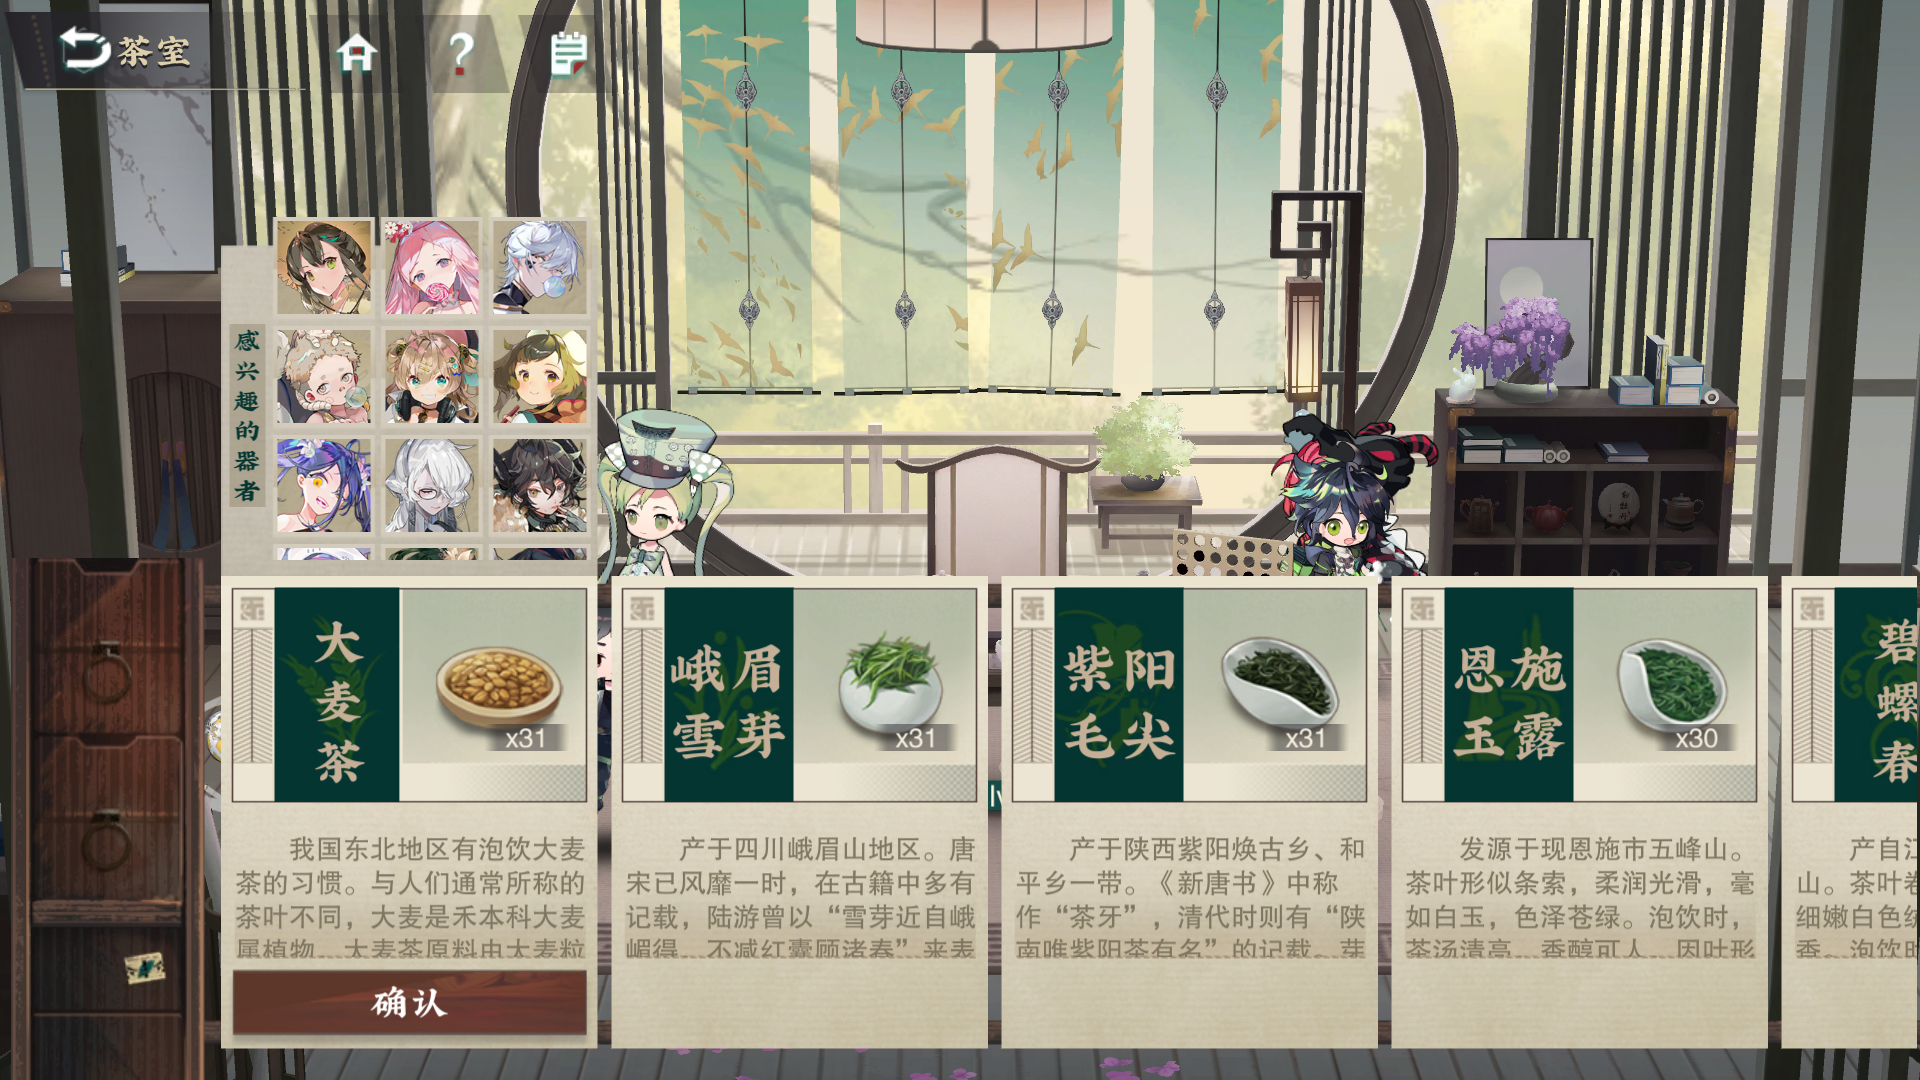 茶室
?
感兴趣的器者
大麦茶
x31
我国东北地区有泡饮大麦
茶的习惯。与人们通常所称的
茶叶不同，大麦是禾本科大麦
属植物。大麦茶原料由大麦粒
确认
峨眉
雪芽
x31
产于四川峨眉山地区。唐
宋已风靡一时，在古籍中多有
记载，陆游曾以“雪芽近自峨
嵋得，不减红囊顾渚春”来表
紫阳
毛尖
x31
产于陕西紫阳焕古乡、和
平乡一带。《新唐书》中称
作“茶牙”，清代时则有“陕
南唯紫阳茶有名”的记载。芽
恩施
玉露
x30
发源于现恩施市五峰山。
茶叶形似条索，柔润光滑，毫
如白玉，色泽苍绿。泡饮时，
茶汤清亮，香醇可人，因叶形
碧螺春
产自江
山。茶叶卷
细嫩白色绒
香。泡饮时